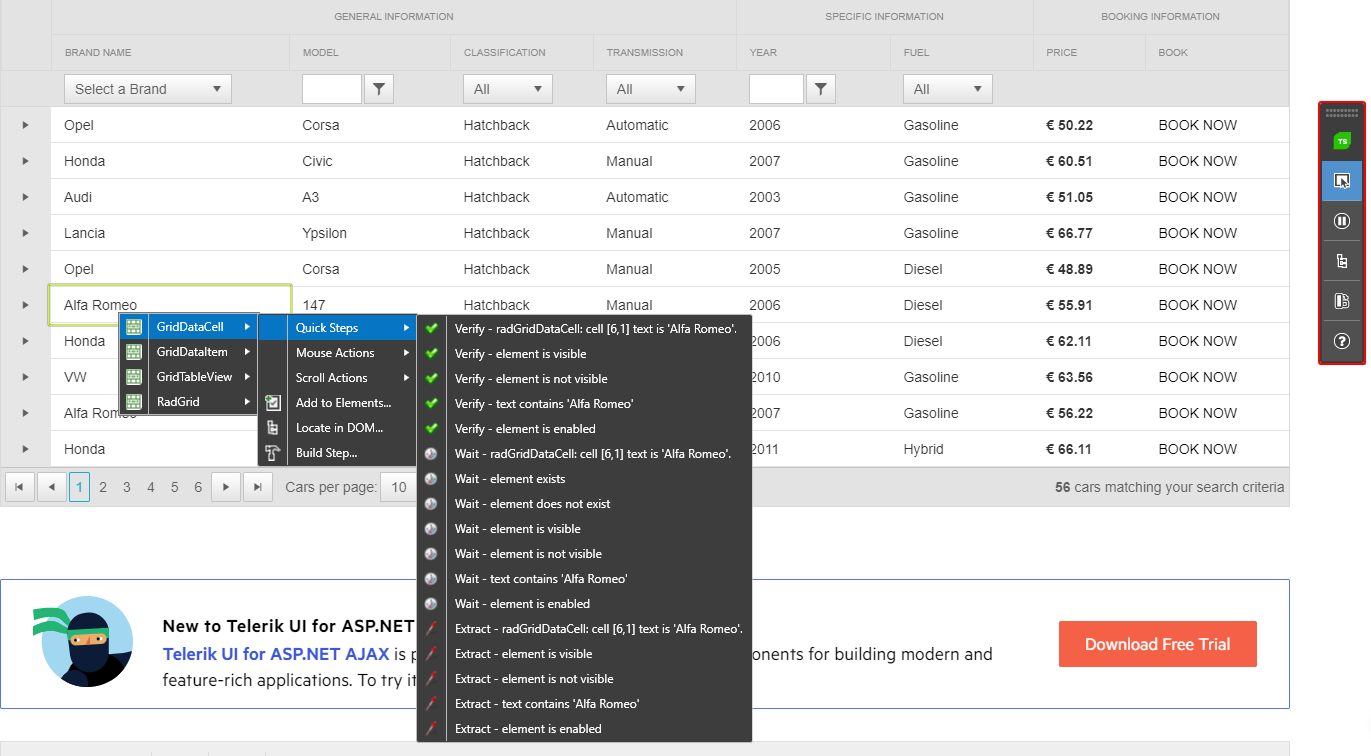 GENERAL INFORMATION SPECIFIC INFORMATION BOOKING INFORMATION
BRAND NAME MODEL CLASSIFICATION TRANSMISSION YEAR FUEL PRICE BOOK
Select a Brand All All All
Opel Corsa Hatchback Automatic 2006 Gasoline € 50.22 BOOK NOW
Honda Civic Hatchback Manual 2007 Gasoline € 60.51 BOOK NOW
TS
Audi A3 Hatchback Automatic 2003 Gasoline € 51.05 BOOK NOW
Lancia Ypsilon Hatchback Manual 2007 Gasoline € 66.77 BOOK NOW
Opel Corsa Hatchback Manual 2005 Diesel € 48.89 BOOK NOW
Alfa Romeo 147 Hatchback Manual 2006 Diesel € 55.91 BOOK NOW
Honda 2006 Diesel € 62.11 BOOK NOW
VW 2010 Gasoline € 63.56 BOOK NOW
Alfa Romeo 2007 Gasoline € 56.22 BOOK NOW
Honda 2011 Hybrid € 66.11 BOOK NOW
GridDataCell
GridDataItem
GridTableView
RadGrid
Quick Steps
Mouse Actions
Scroll Actions
Add to Elements...
Locate in DOM...
Build Step...
Verify - radGridDataCell: cell [6,1] text is 'Alfa Romeo'.
Verify - element is visible
Verify - element is not visible
Verify - text contains 'Alfa Romeo'
Verify - element is enabled
Wait - radGridDataCell: cell [6,1] text is 'Alfa Romeo'.
Wait - element exists
Wait - element does not exist
Wait - element is visible
Wait - element is not visible
Wait - text contains 'Alfa Romeo'
Wait - element is enabled
Extract - radGridDataCell: cell [6,1] text is 'Alfa Romeo'.
Extract - element is visible
Extract - element is not visible
Extract - text contains 'Alfa Romeo'
Extract - element is enabled
1 2 3 4 5 6 Cars per page: 10 56 cars matching your search criteria
New to Telerik UI for ASP.NET
Telerik UI for ASP.NET AJAX is for building modern and
feature-rich applications. To try it
Download Free Trial